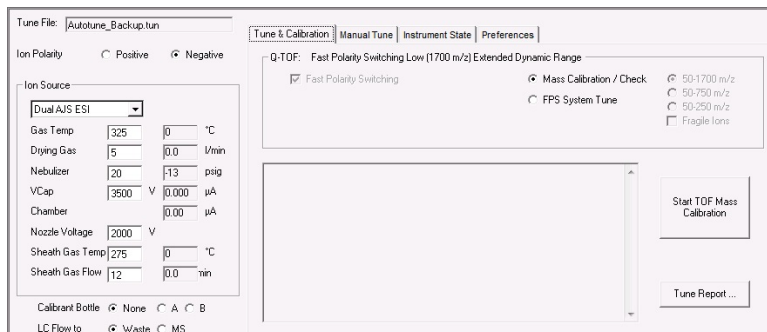 Tune File: Autotune_Backup.tun
Ion Polarity Positive Negative
Ion Source
Dual AJS ESI
Gas Temp 325 0 °C
Drying Gas 5 0.0 l/min
Nebulizer 20 -13 psig
VCap 3500 V 0.000 µA
Chamber 0.00 µA
Nozzle Voltage 2000 V
Sheath Gas Temp 275 0 °C
Sheath Gas Flow 12 0.0 min
Calibrant Bottle None A B
LC Flow to Waste MS
Tune & Calibration Manual Tune Instrument State Preferences
Q-TOF: Fast Polarity Switching Low (1700 m/z) Extended Dynamic Range
Fast Polarity Switching Mass Calibration / Check 50-1700 m/z
50-750 m/z
FPS System Tune
50-250 m/z
Fragile Ions
Start TOF Mass
Calibration
Tune Report ...